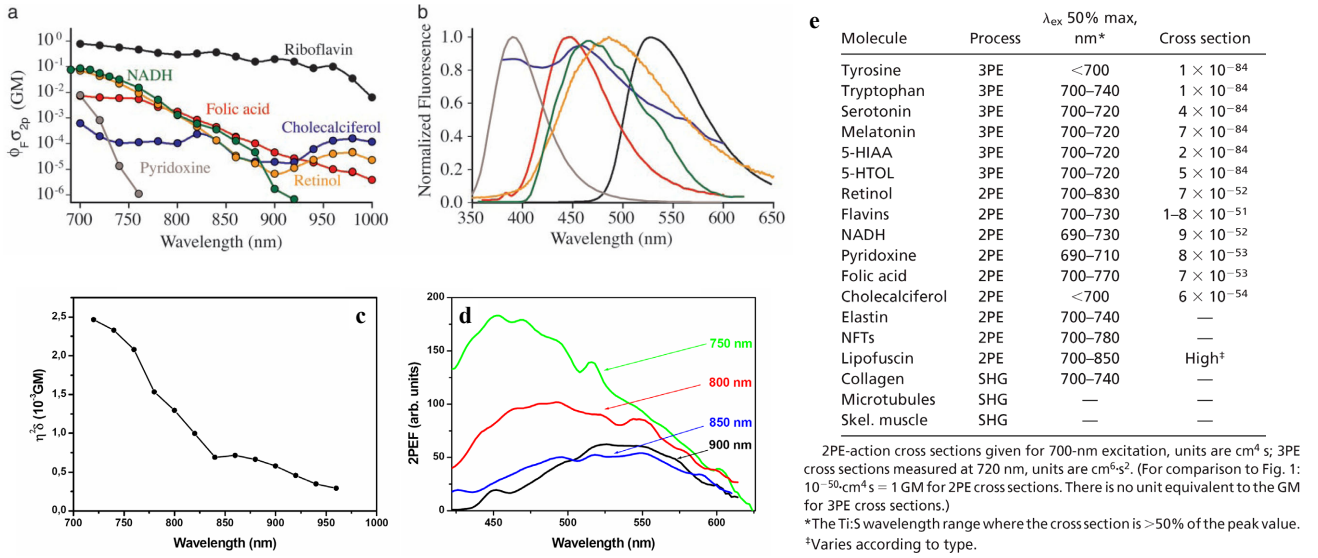 a
Φ_F σ_2p (GM)
10^0
10^-1
10^-2
10^-3
10^-4
10^-5
10^-6
Riboflavin
NADH
Folic acid
Cholecalciferol
Pyridoxine
Retinol
700 750 800 850 900 950 1000
Wavelength (nm)
b
Normalized Fluorescence
1.0
0.8
0.6
0.4
0.2
0.0
350 400 450 500 550 600 650
Wavelength (nm)
c
η²δ (10⁻³GM)
2,5
2,0
1,5
1,0
0,5
0,0
700 750 800 850 900 950 1000
Wavelength (nm)
d
2PEF (arb. units)
200
150
100
50
0
750 nm
800 nm
850 nm
900 nm
450 500 550 600
Wavelength (nm)
e
λex 50% max,
Molecule Process nm* Cross section
Tyrosine 3PE <700 1 × 10⁻⁸⁴
Tryptophan 3PE 700–740 1 × 10⁻⁸⁴
Serotonin 3PE 700–720 4 × 10⁻⁸⁴
Melatonin 3PE 700–720 7 × 10⁻⁸⁴
5-HIAA 3PE 700–720 2 × 10⁻⁸⁴
5-HTOL 3PE 700–720 5 × 10⁻⁸⁴
Retinol 2PE 700–830 7 × 10⁻⁵²
Flavins 2PE 700–730 1–8 × 10⁻⁵¹
NADH 2PE 690–730 9 × 10⁻⁵²
Pyridoxine 2PE 690–710 8 × 10⁻⁵³
Folic acid 2PE 700–770 7 × 10⁻⁵³
Cholecalciferol 2PE <700 6 × 10⁻⁵⁴
Elastin 2PE 700–740 —
NFTs 2PE 700–780 —
Lipofuscin 2PE 700–850 High‡
Collagen SHG 700–740 —
Microtubules SHG — —
Skel. muscle SHG — —
2PE-action cross sections given for 700-nm excitation, units are cm⁴ s; 3PE
cross sections measured at 720 nm, units are cm⁶·s². (For comparison to Fig. 1:
10⁻⁵⁰·cm⁴ s = 1 GM for 2PE cross sections. There is no unit equivalent to the GM
for 3PE cross sections.)
*The Ti:S wavelength range where the cross section is >50% of the peak value.
‡Varies according to type.